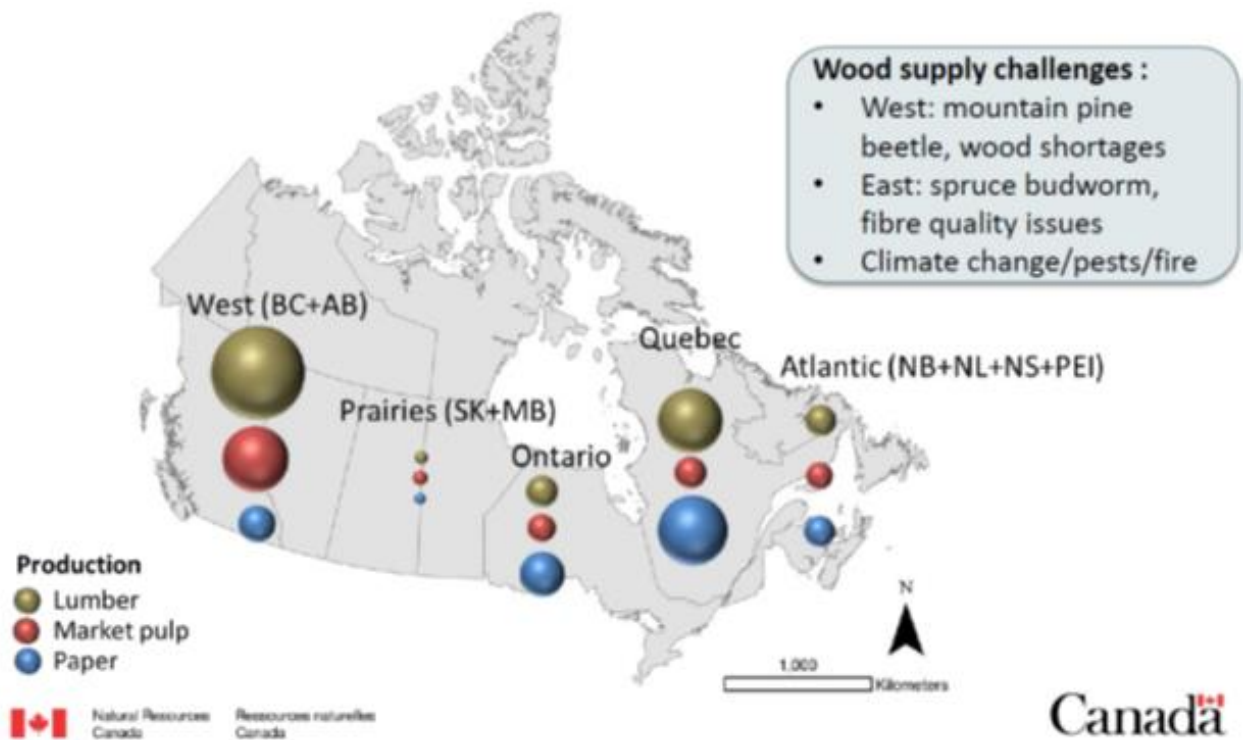 Wood supply challenges :
• West: mountain pine
beetle, wood shortages
• East: spruce budworm,
fibre quality issues
• Climate change/pests/fire
West (BC+AB)
Quebec
Atlantic (NB+NL+NS+PEI)
Prairies (SK+MB)
Ontario
Production
Lumber
Market pulp
Paper
N
1,000
Kilometers
Natural Resources
Canada
Ressources naturelles
Canada
Canada